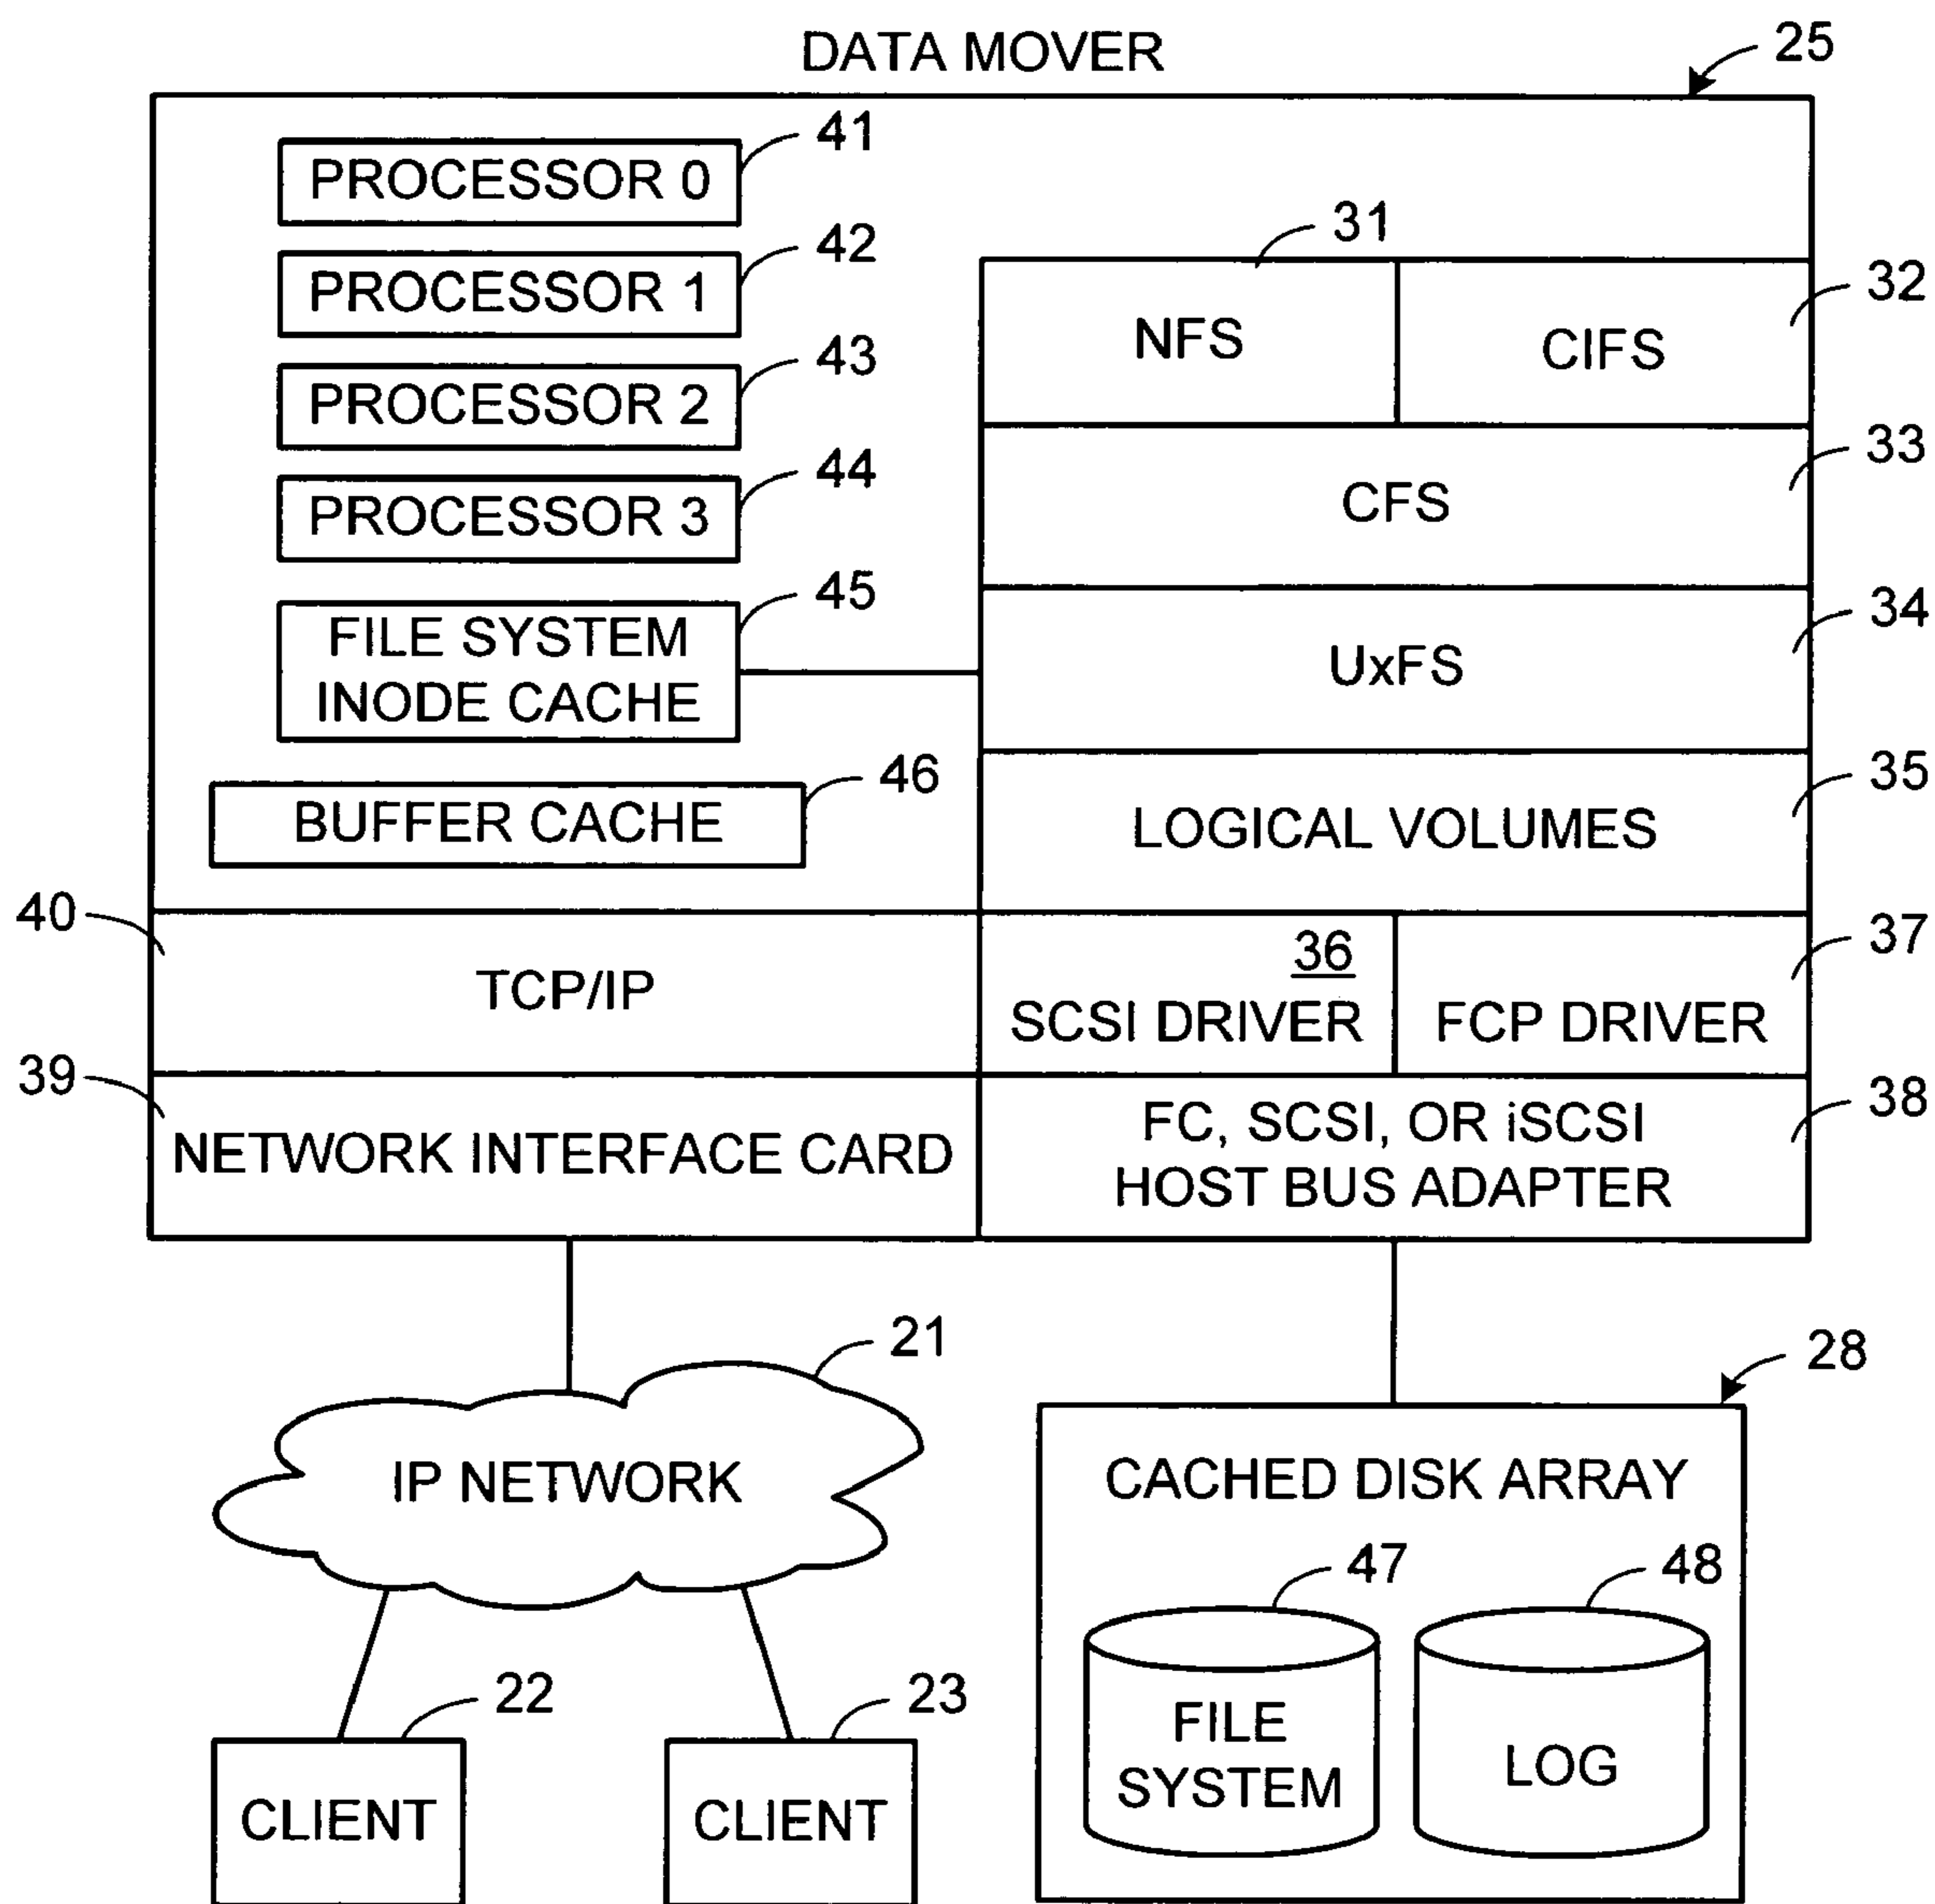 DATA MOVER
25
PROCESSOR 0
41
PROCESSOR 1
42
PROCESSOR 2
43
PROCESSOR 3
44
FILE SYSTEM
INODE CACHE
45
BUFFER CACHE
46
31
NFS
CIFS
32
CFS
33
UxFS
34
LOGICAL VOLUMES
35
40
TCP/IP
36
SCSI DRIVER
FCP DRIVER
37
39
NETWORK INTERFACE CARD
FC, SCSI, OR iSCSI
HOST BUS ADAPTER
38
21
IP NETWORK
22
CLIENT
23
CLIENT
28
CACHED DISK ARRAY
47
FILE
SYSTEM
48
LOG